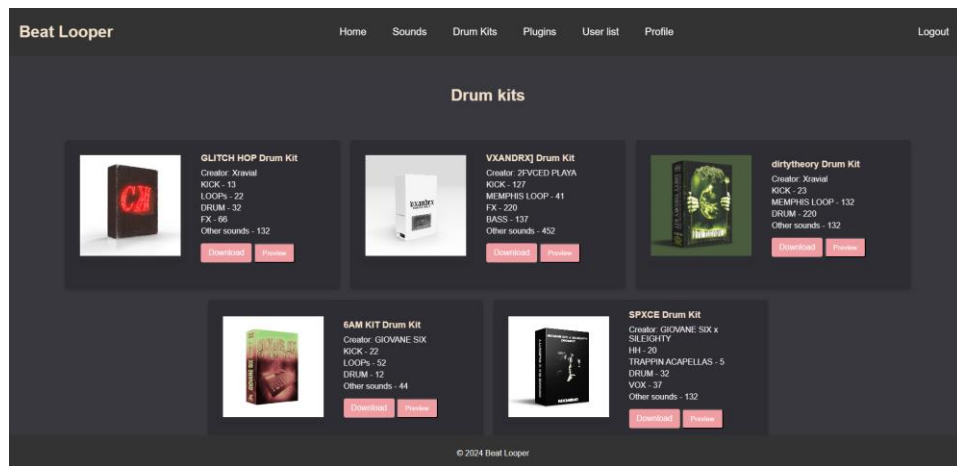 Beat Looper
Home Sounds Drum Kits Plugins User list Profile
Logout
Drum kits
GLITCH HOP Drum Kit
Creator: Xravial
KICK - 13
LOOPs - 22
DRUM - 32
FX - 66
Other sounds - 132
Download Preview
VXANDRX] Drum Kit
Creator: 2FVCED PLAYA
KICK - 127
MEMPHIS LOOP - 41
FX - 220
BASS - 137
Other sounds - 452
Download Preview
dirtytheory Drum Kit
Creator: Xravial
KICK - 23
MEMPHIS LOOP - 132
DRUM - 220
Other sounds - 132
Download Preview
6AM KIT Drum Kit
Creator: GIOVANE SIX
KICK - 22
LOOPs - 52
DRUM - 12
Other sounds - 44
Download Preview
SPXCE Drum Kit
Creator: GIOVANE SIX x
SILEIGHTY
HH - 20
TRAPPIN ACAPELLAS - 5
DRUM - 32
VOX - 37
Other sounds - 132
Download Preview
© 2024 Beat Looper